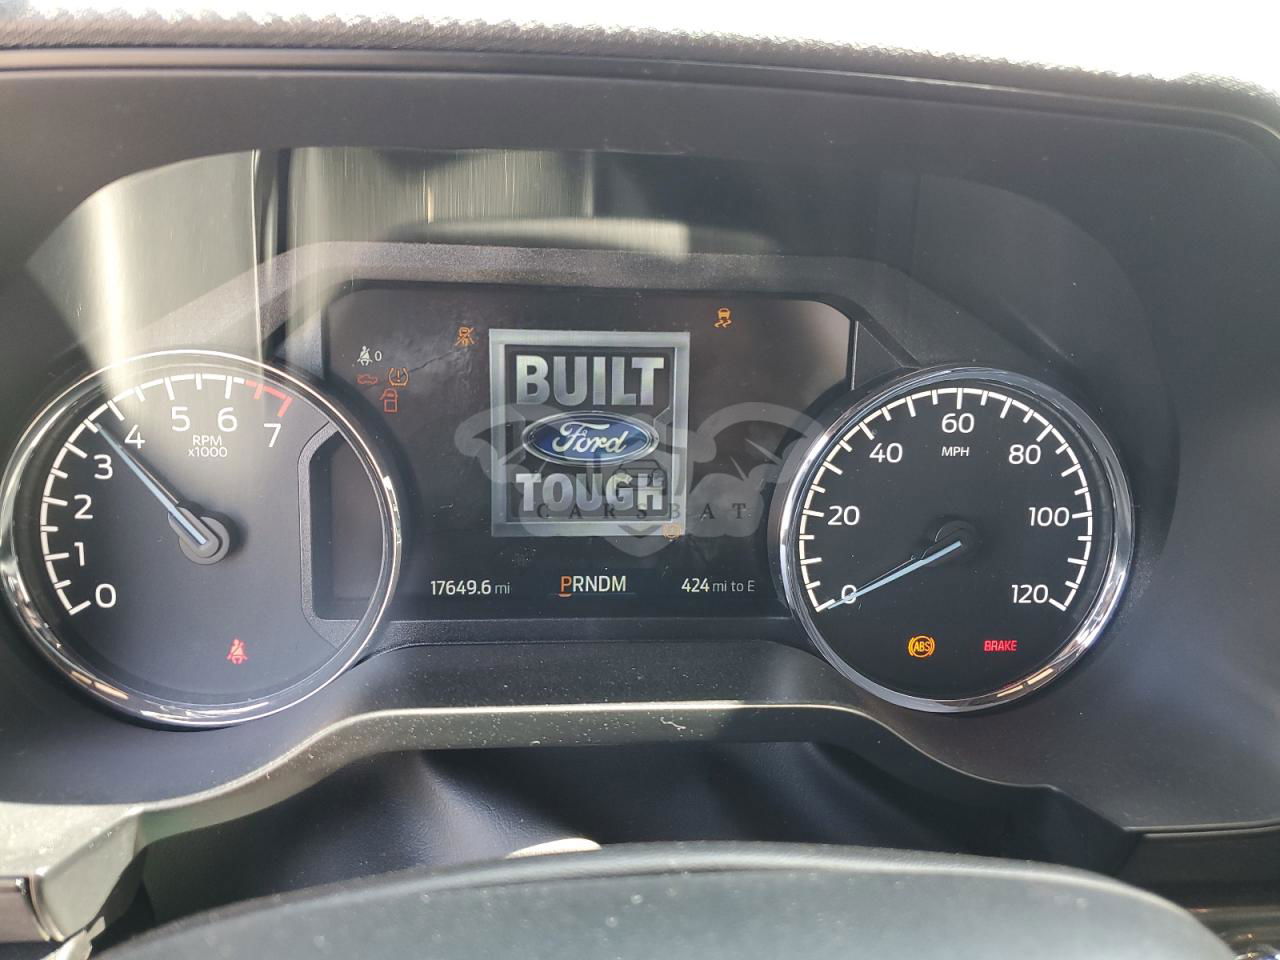 BUILT
Ford
TOUGH
CARSBAT
0
0
1
2
3
4
5
6
7
RPM
x1000
17649.6 mi
PRNDM
424 mi to E
0
20
40
60
80
100
120
MPH
ABS
BRAKE